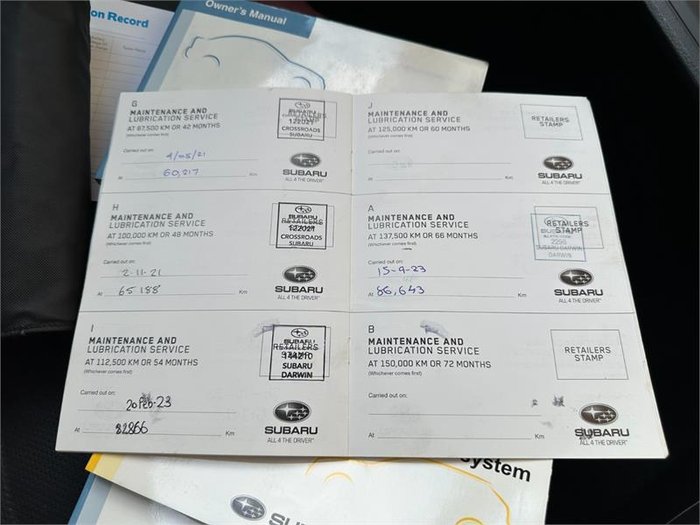 on Record
Owner's Manual
G
MAINTENANCE AND
LUBRICATION SERVICE
AT 87,500 KM OR 42 MONTHS
(Whichever comes first)
SUBARU
122021
CROSSROADS
SUBARU
Carried out on:
4/05/21
At 60,217 Km
SUBARU
ALL 4 THE DRIVER
H
MAINTENANCE AND
LUBRICATION SERVICE
AT 100,000 KM OR 48 MONTHS
(Whichever comes first)
SUBARU
RETAILERS
CROSSROADS
SUBARU
Carried out on:
2-11-21
At 65188 Km
SUBARU
ALL 4 THE DRIVER
I
MAINTENANCE AND
LUBRICATION SERVICE
AT 112,500 KM OR 54 MONTHS
(Whichever comes first)
SUBARU
RETAILERS
SUBARU
DARWIN
Carried out on:
20 Feb-23
At 82866 Km
SUBARU
ALL 4 THE DRIVER
J
MAINTENANCE AND
LUBRICATION SERVICE
AT 125,000 KM OR 60 MONTHS
(Whichever comes first)
RETAILERS
STAMP
Carried out on:
At Km
SUBARU
ALL 4 THE DRIVER
A
MAINTENANCE AND
LUBRICATION SERVICE
AT 137,500 KM OR 66 MONTHS
(Whichever comes first)
RETAILERS
STAMP
SUBARU DARWIN
DARWIN
Carried out on:
15-9-23
At 86,643 Km
SUBARU
ALL 4 THE DRIVER
B
MAINTENANCE AND
LUBRICATION SERVICE
AT 150,000 KM OR 72 MONTHS
(Whichever comes first)
RETAILERS
STAMP
Carried out on:
At Km
SUBARU
ALL 4 THE DRIVER
system